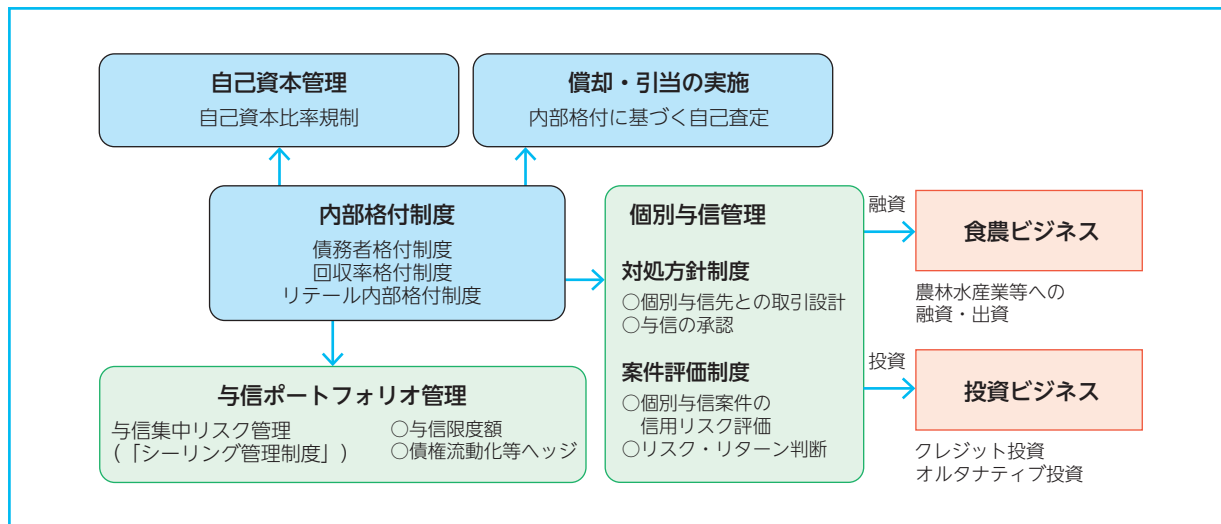 自己資本管理
自己資本比率規制
償却・引当の実施
内部格付に基づく自己査定
内部格付制度
債務者格付制度
回収率格付制度
リテール内部格付制度
与信ポートフォリオ管理
与信集中リスク管理
(「シーリング管理制度」)
○与信限度額
○債権流動化等ヘッジ
個別与信管理
対処方針制度
○個別与信先との取引設計
○与信の承認
案件評価制度
○個別与信案件の
信用リスク評価
○リスク・リターン判断
融資
食農ビジネス
農林水産業等への
融資・出資
投資
投資ビジネス
クレジット投資
オルタナティブ投資